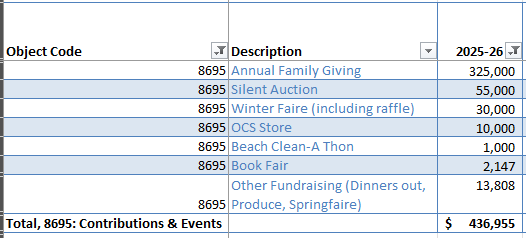 Object Code Description 2025-26
8695 Annual Family Giving 325,000
8695 Silent Auction 55,000
8695 Winter Faire (including raffle) 30,000
8695 OCS Store 10,000
8695 Beach Clean-A Thon 1,000
8695 Book Fair 2,147
Other Fundraising (Dinners out, 13,808
8695 Produce, Springfaire)
Total, 8695: Contributions & Events $ 436,955